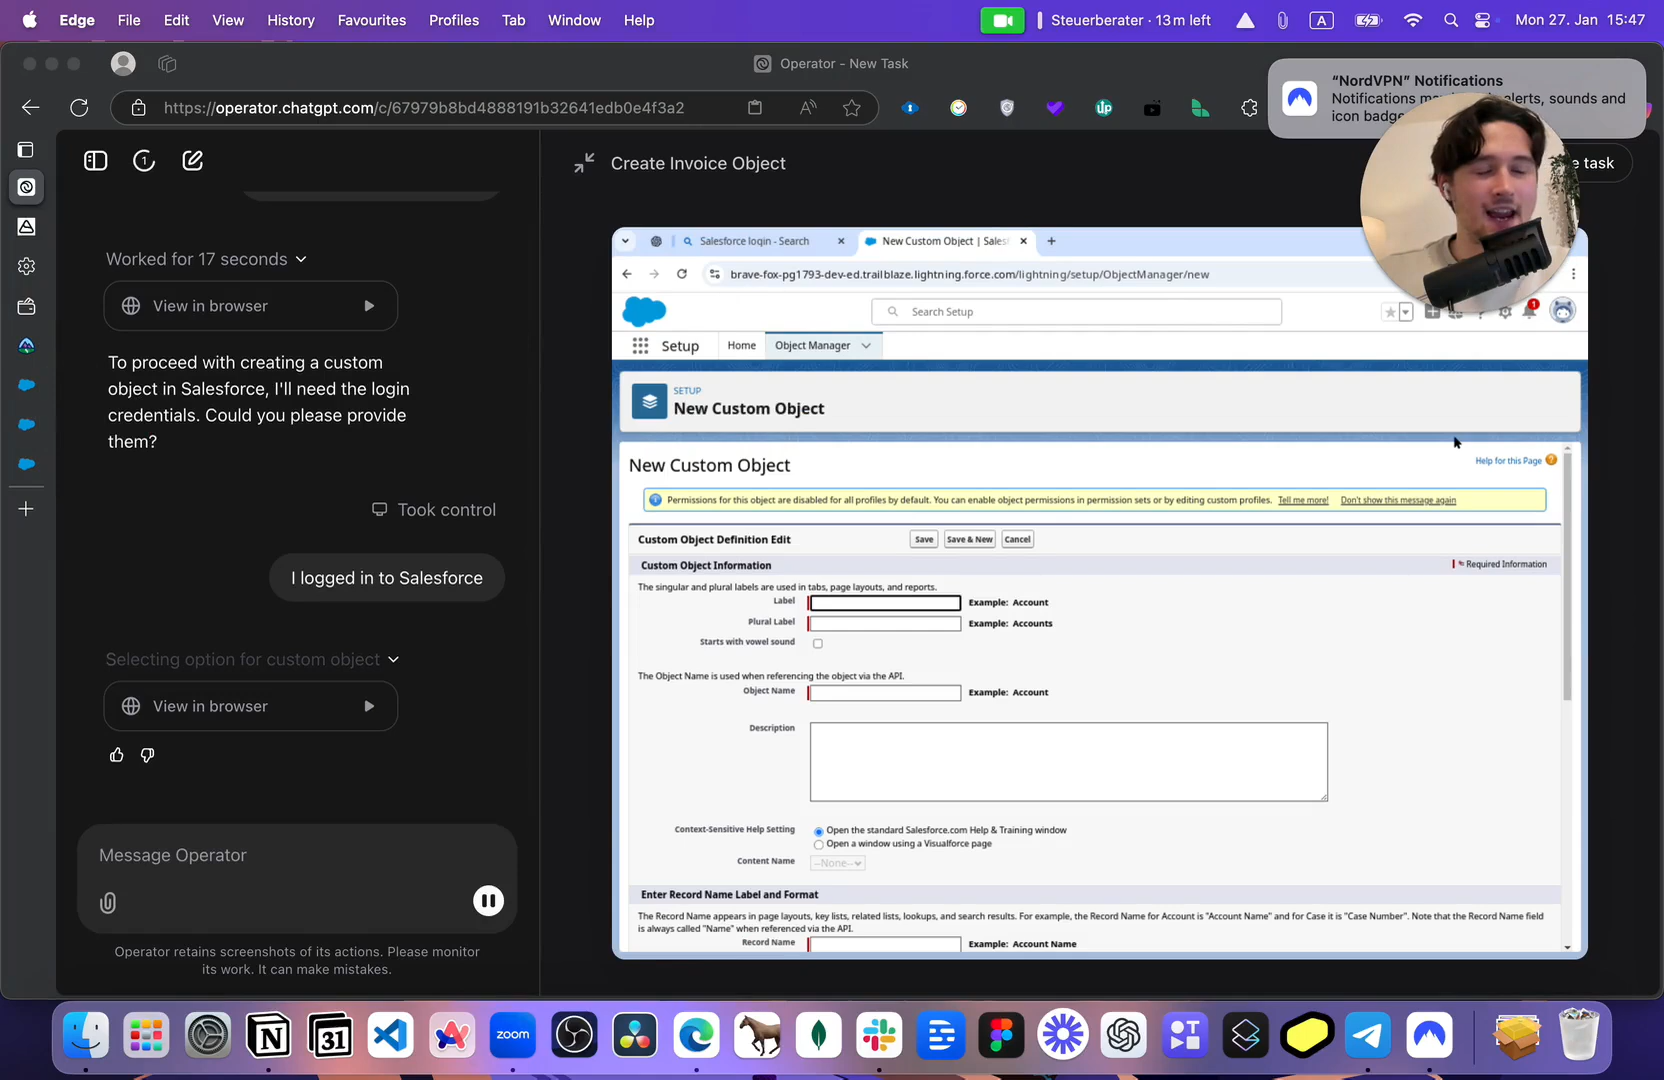 Edge File Edit View History Favourites Profiles Tab Window Help
Steuerberater · 13 m left
A
Mon 27. Jan 15:47
Operator - New Task
"NordVPN" Notifications
alerts, sounds and
icon
https://operator.chatgpt.com/c/67979b8bd4888191b32641edb0e4f3a2
up
1
Create Invoice Object
task
Worked for 17 seconds
View in browser
To proceed with creating a custom
object in Salesforce, I'll need the login
credentials. Could you please provide
them?
Took control
I logged in to Salesforce
Selecting option for custom object
View in browser
Message Operator
Operator retains screenshots of its actions. Please monitor
its work. It can make mistakes.
Salesforce login - Search
New Custom Object | Sales
brave-fox-pg1793-dev-ed.trailblaze.lightning.force.com/lightning/setup/ObjectManager/new
Search Setup
1
Setup Home Object Manager
SETUP
New Custom Object
New Custom Object
Help for this Page
Permissions for this object are disabled for all profiles by default. You can enable object permissions in permission sets or by editing custom profiles. Tell me more! Don't show this message again
Custom Object Definition Edit Save Save & New Cancel
Custom Object Information
= Required Information
The singular and plural labels are used in tabs, page layouts, and reports.
Label Example: Account
Plural Label Example: Accounts
Starts with vowel sound
The Object Name is used when referencing the object via the API.
Object Name Example: Account
Description
Context-Sensitive Help Setting Open the standard Salesforce.com Help & Training window
Open a window using a Visualforce page
Content Name --None--
Enter Record Name Label and Format
The Record Name appears in page layouts, key lists, related lists, lookups, and search results. For example, the Record Name for Account is "Account Name" and for Case it is "Case Number". Note that the Record Name field
is always called "Name" when referenced via the API.
Record Name Example: Account Name
31
zoom